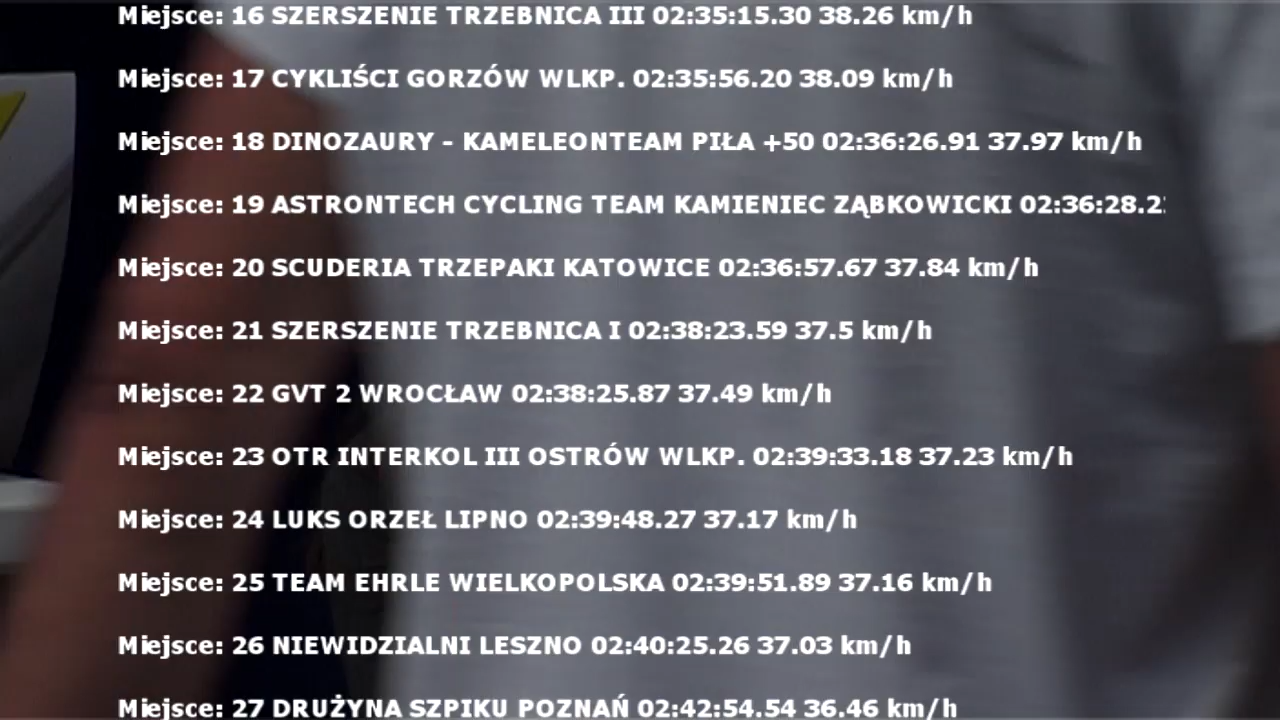 Miejsce: 16 SZERSZENIE TRZEBNICA III 02:35:15.30 38.26 km/h
Miejsce: 17 CYKLIŚCI GORZÓW WLKP. 02:35:56.20 38.09 km/h
Miejsce: 18 DINOZAURY - KAMELEONTEAM PIŁA +50 02:36:26.91 37.97 km/h
Miejsce: 19 ASTRONTECH CYCLING TEAM KAMIENIEC ZĄBKOWICKI
Miejsce: 20 SCUDERIA TRZEPAKI KATOWICE 02:36:57.67 37.84 km/h
Miejsce: 21 SZERSZENIE TRZEBNICA I 02:38:23.59 37.5 km/h
Miejsce: 22 GVT 2 WROCŁAW 02:38:25.87 37.49 km/h
Miejsce: 23 OTR INTERKOL III OSTRÓW WLKP. 02:39:33.18 37.23 km/h
Miejsce: 24 LUKS ORZEŁ LIPNO 02:39:48.27 37.17 km/h
Miejsce: 25 TEAM EHRLE WIELKOPOLSKA 02:39:51.89 37.16 km/h
Miejsce: 26 NIEWIDZIALNI LESZNO 02:40:25.26 37.03 km/h
Miejsce: 27 DRUŻYNA SZPIKU POZNAŃ 02:42:54.54 36.46 km/h